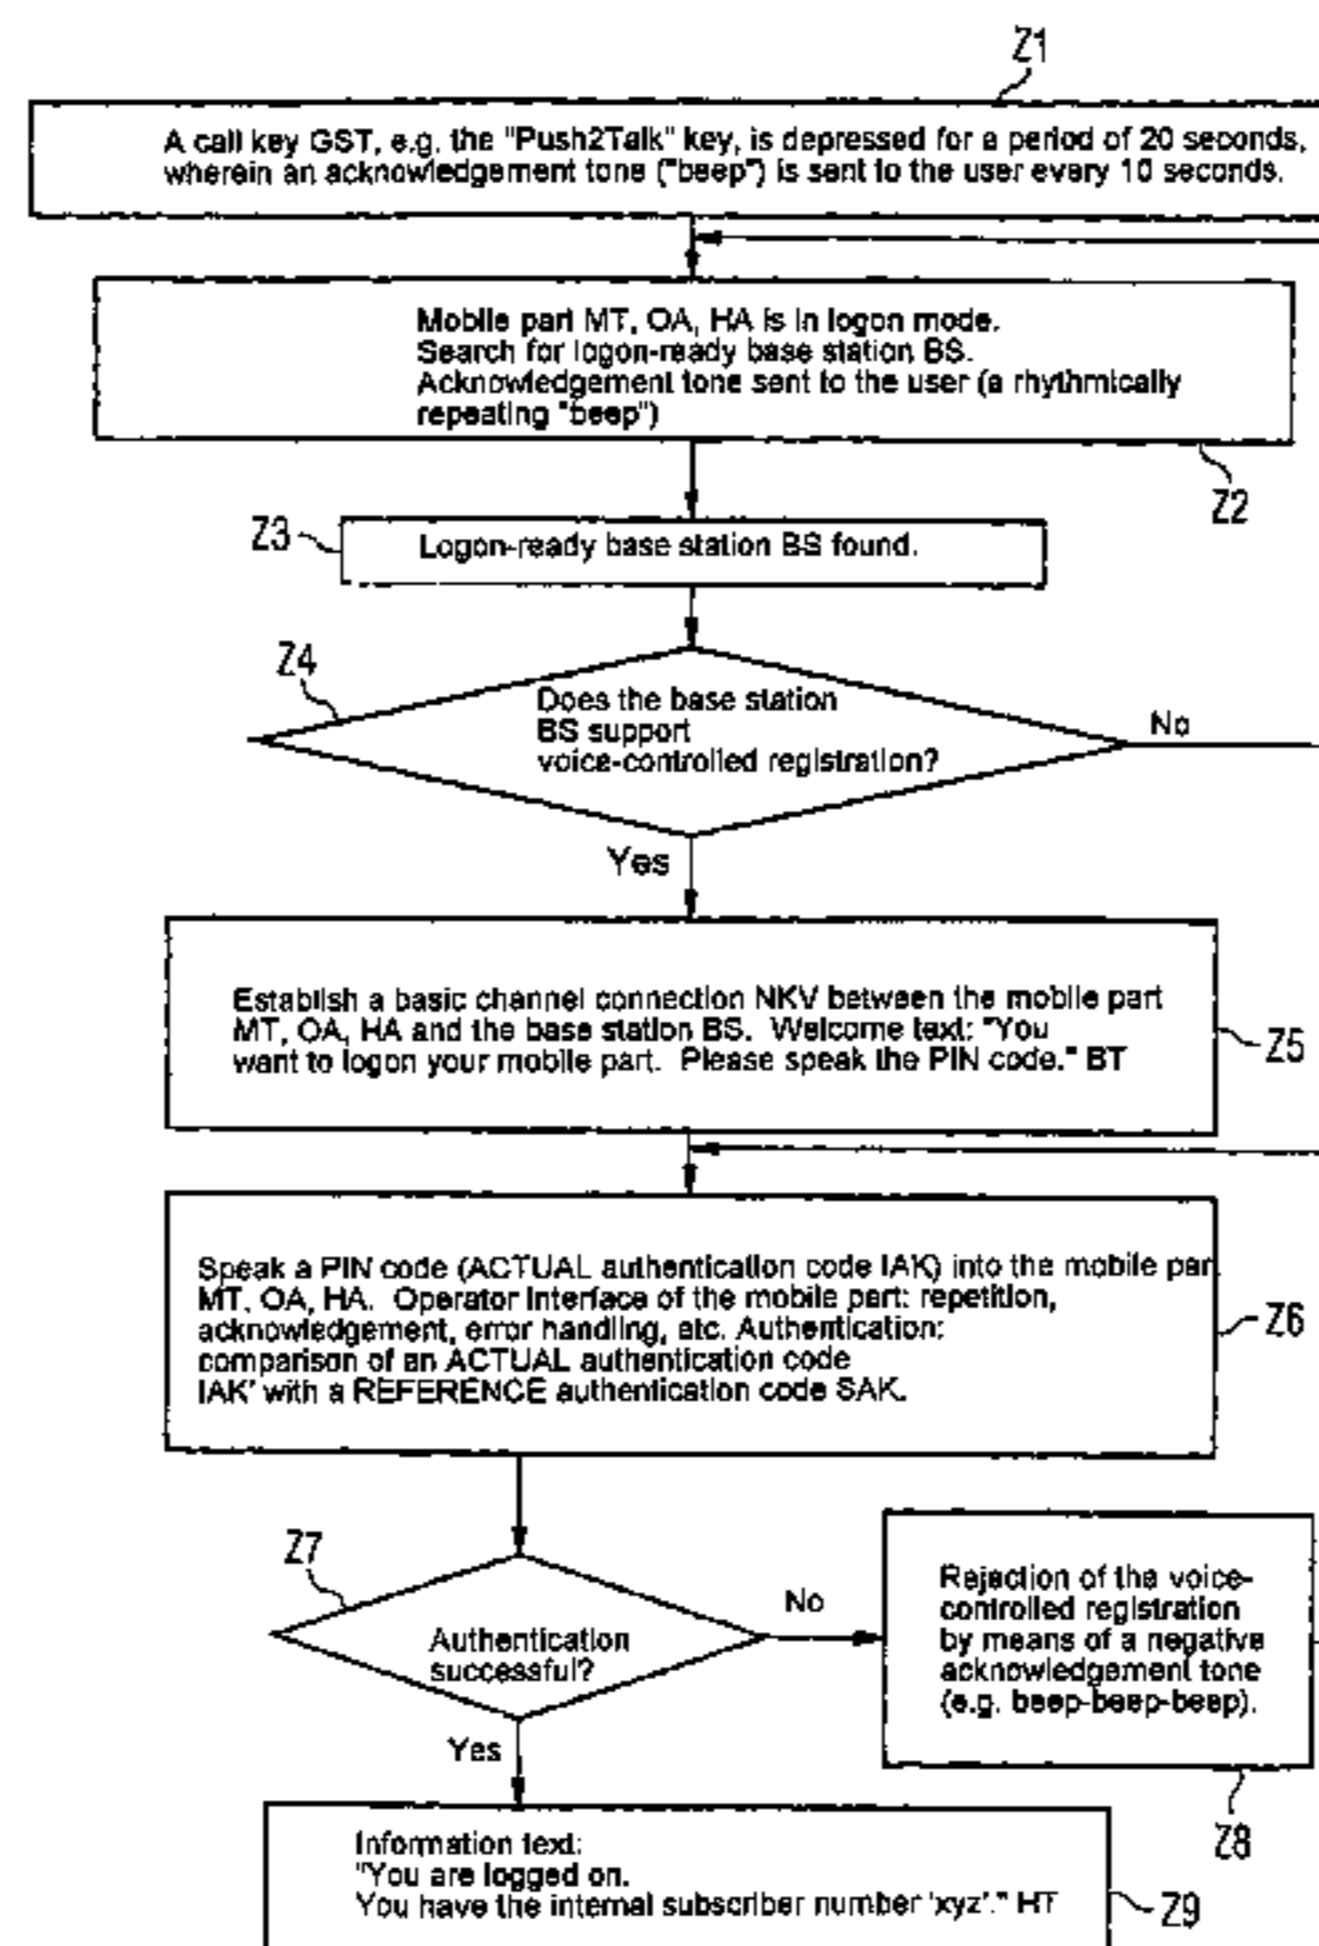 Z1
A call key GST, e.g. the "Push2Talk" key, is depressed for a period of 20 seconds,
wherein an acknowledgement tone ("beep") is sent to the user every 10 seconds.
Mobile part MT, OA, HA is in logon mode.
Search for logon-ready base station BS.
Acknowledgement tone sent to the user (a rhythmically
repeating "beep")
Z2
Z3
Logon-ready base station BS found.
Z4
Does the base station
BS support
voice-controlled registration?
No
Yes
Establish a basic channel connection NKV between the mobile part
MT, OA, HA and the base station BS. Welcome text: "You
want to logon your mobile part. Please speak the PIN code." BT
Z5
Speak a PIN code (ACTUAL authentication code IAK) into the mobile part
MT, OA, HA. Operator Interface of the mobile part: repetition,
acknowledgement, error handling, etc. Authentication:
comparison of an ACTUAL authentication code
IAK' with a REFERENCE authentication code SAK.
Z6
Z7
Authentication
successful?
No
Rejection of the voice-
controlled registration
by means of a negative
acknowledgement tone
(e.g. beep-beep-beep).
Yes
Z8
Information text:
"You are logged on.
You have the internal subscriber number 'xyz'." HT
Z9